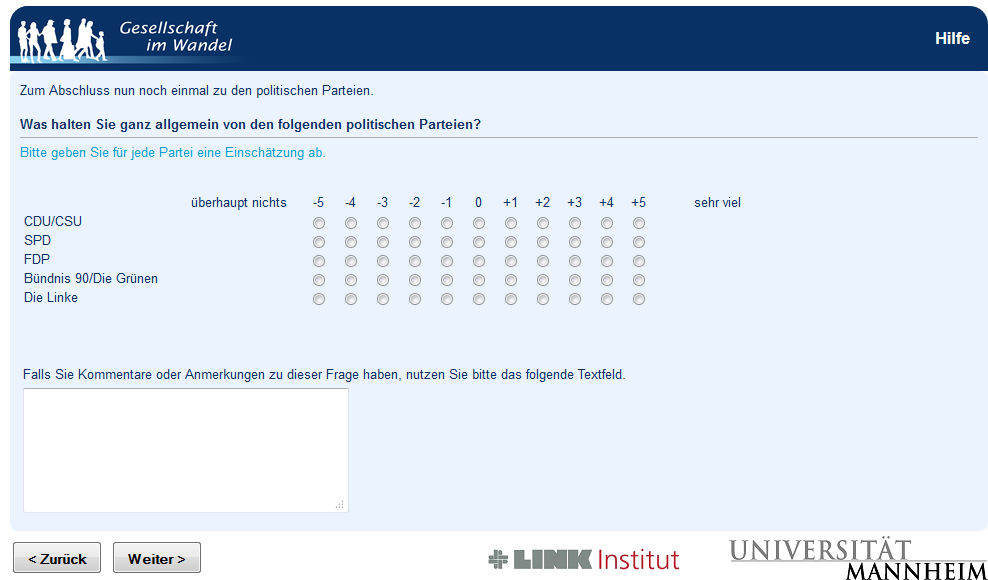 Gesellschaft
im Wandel
Hilfe
Zum Abschluss nun noch einmal zu den politischen Parteien.
Was halten Sie ganz allgemein von den folgenden politischen Parteien?
Bitte geben Sie für jede Partei eine Einschätzung ab.
überhaupt nichts -5 -4 -3 -2 -1 0 +1 +2 +3 +4 +5 sehr viel
CDU/CSU
SPD
FDP
Bündnis 90/Die Grünen
Die Linke
Falls Sie Kommentare oder Anmerkungen zu dieser Frage haben, nutzen Sie bitte das folgende Textfeld.
< Zurück Weiter >
LINK Institut
UNIVERSITÄT
MANNHEIM